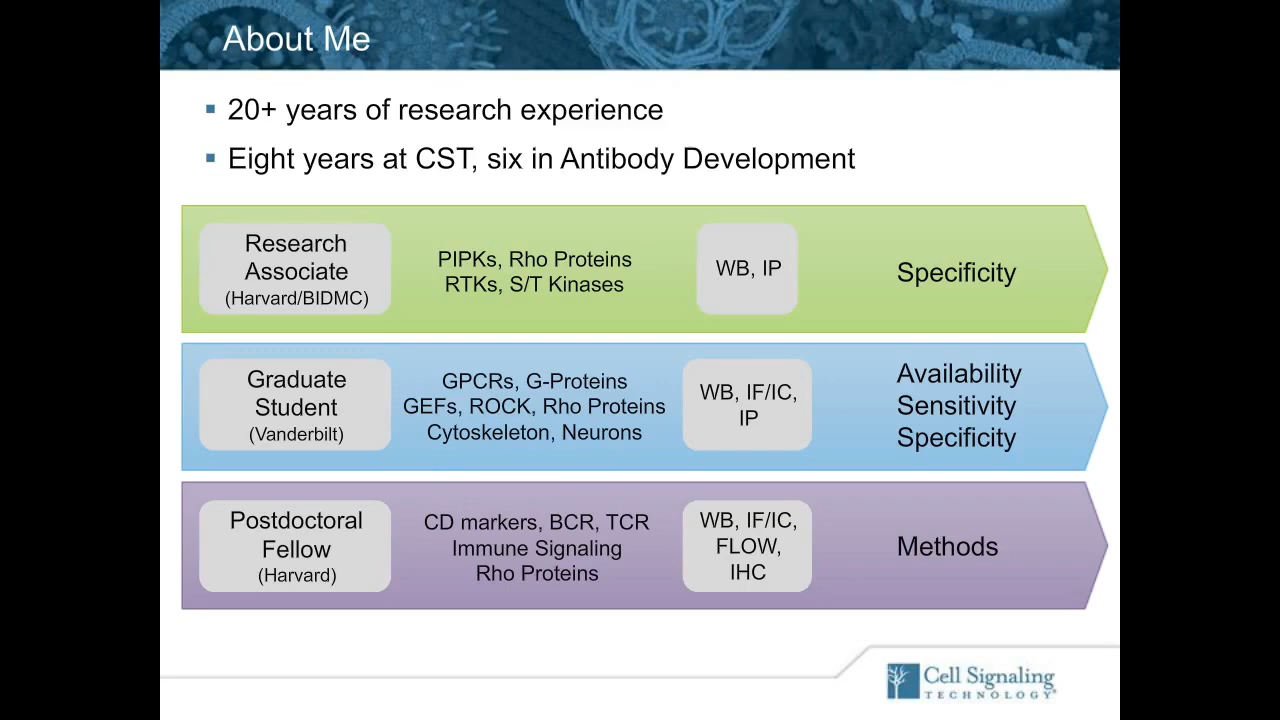 About Me
20+ years of research experience
Eight years at CST, six in Antibody Development
Research
Associate
(Harvard/BIDMC)
PIPKs, Rho Proteins
RTKs, S/T Kinases
WB, IP
Specificity
Graduate
Student
(Vanderbilt)
GPCRs, G-Proteins
GEFs, ROCK, Rho Proteins
Cytoskeleton, Neurons
WB, IF/IC,
IP
Availability
Sensitivity
Specificity
Postdoctoral
Fellow
(Harvard)
CD markers, BCR, TCR
Immune Signaling
Rho Proteins
WB, IF/IC,
FLOW,
IHC
Methods
Cell Signaling
TECHNOLOGY®